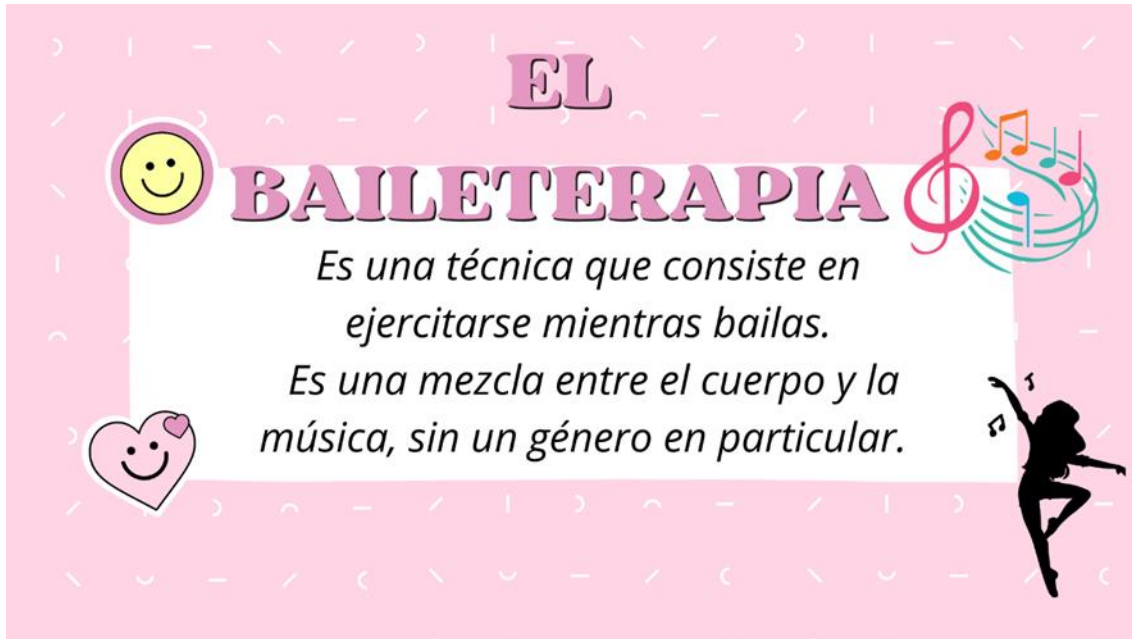 EL
BAILETERAPIA
Es una técnica que consiste en
ejercitarse mientras bailas.
Es una mezcla entre el cuerpo y la
música, sin un género en particular.